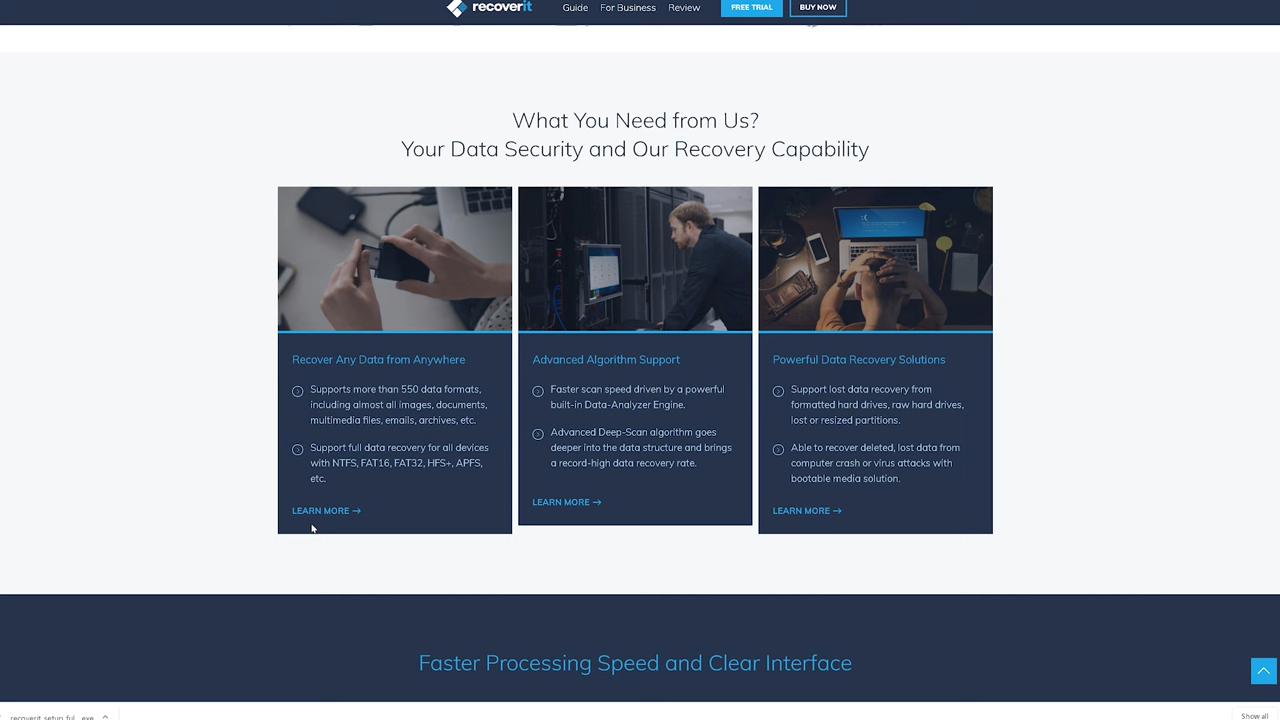 recoverit
Guide
For Business
Review
FREE TRIAL
BUY NOW
What You Need from Us?
Your Data Security and Our Recovery Capability
Recover Any Data from Anywhere
Supports more than 550 data formats,
including almost all images, documents,
multimedia files, emails, archives, etc.
Support full data recovery for all devices
with NTFS, FAT16, FAT32, HFS+, APFS,
etc.
LEARN MORE →
Advanced Algorithm Support
Faster scan speed driven by a powerful
built-in Data-Analyzer Engine.
Advanced Deep-Scan algorithm goes
deeper into the data structure and brings
a record-high data recovery rate.
LEARN MORE →
Powerful Data Recovery Solutions
Support lost data recovery from
formatted hard drives, raw hard drives,
lost or resized partitions.
Able to recover deleted, lost data from
computer crash or virus attacks with
bootable media solution.
LEARN MORE →
Faster Processing Speed and Clear Interface
recoverit_setup_ful...exe
Show all